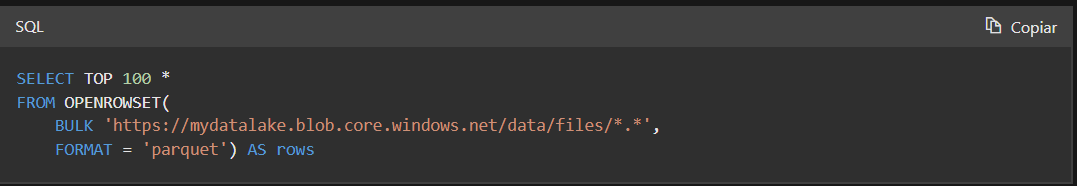 SQL
Copiar
SELECT TOP 100 *
FROM OPENROWSET(
    BULK 'https://mydatalake.blob.core.windows.net/data/files/*.*',
    FORMAT = 'parquet') AS rows